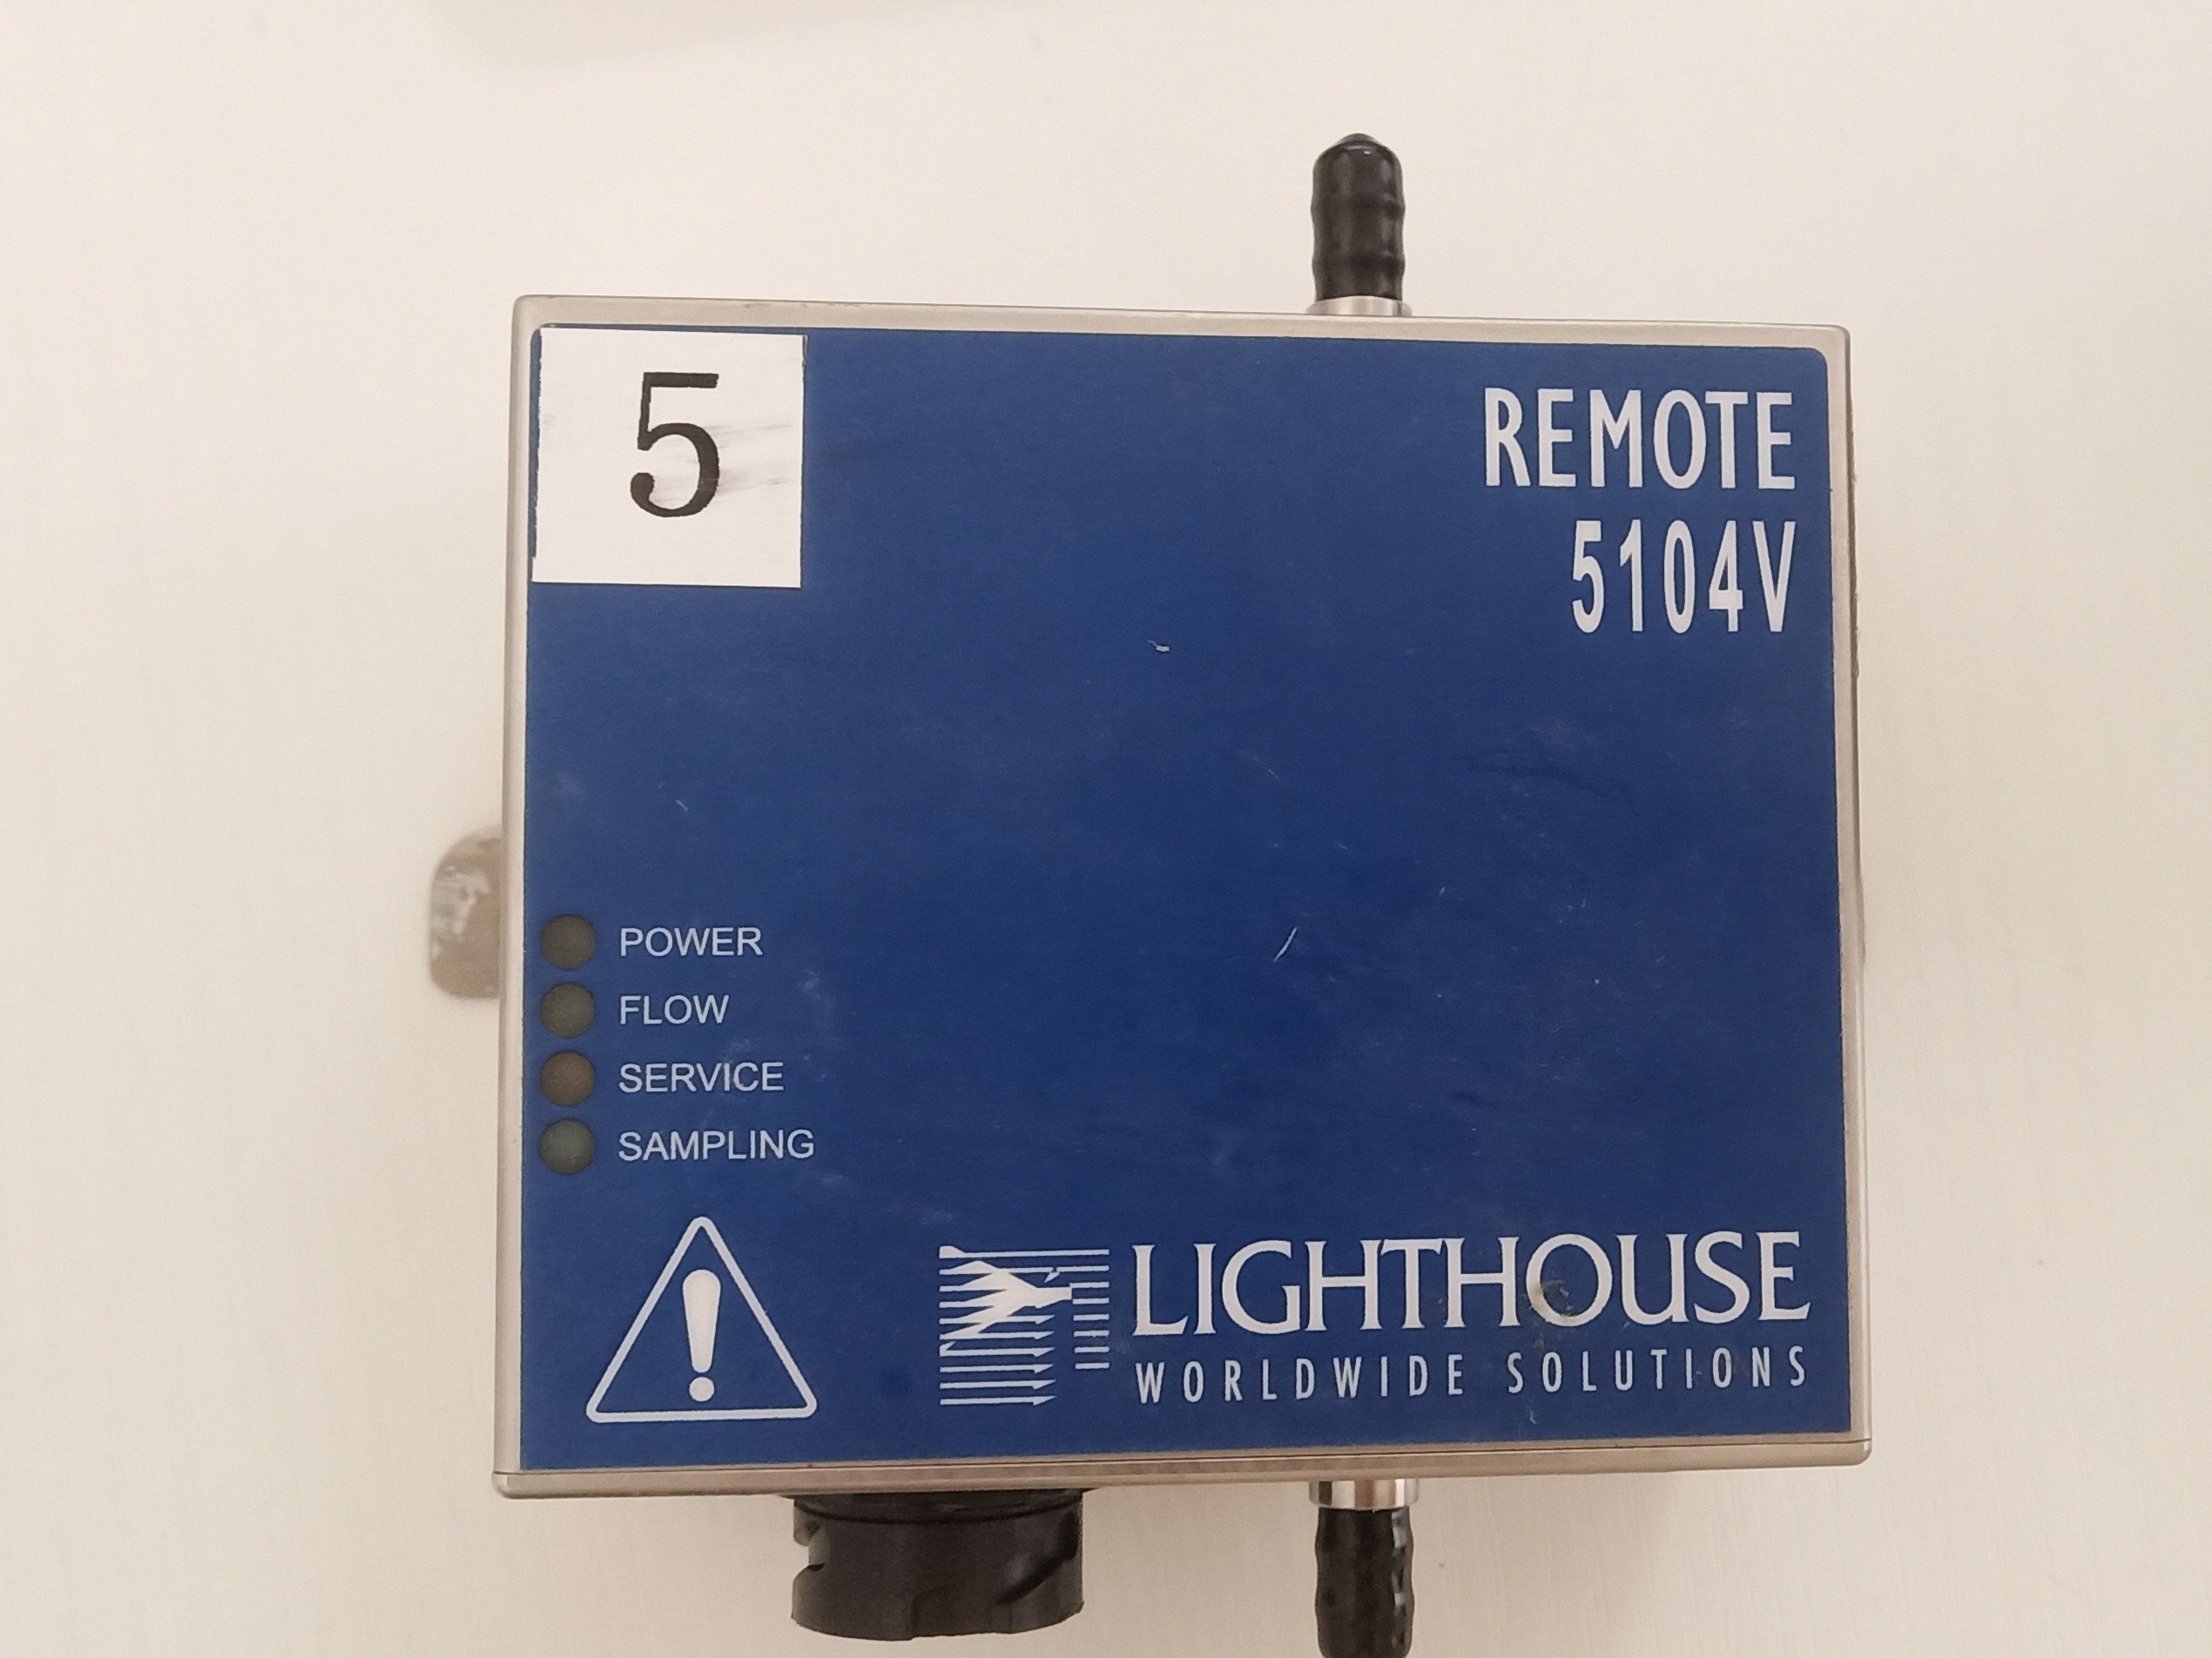 5
REMOTE
5104V
POWER
FLOW
SERVICE
SAMPLING
LIGHTHOUSE
WORLDWIDE SOLUTIONS